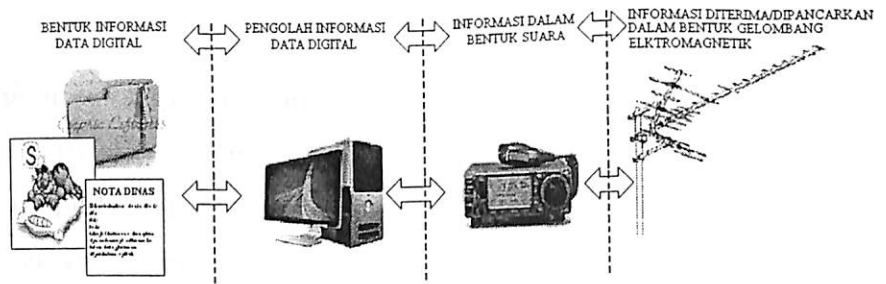 BENTUK INFORMASI
DATA DIGITAL
PENGOLAH INFORMASI
DATA DIGITAL
INFORMASI DALAM
BENTUK SUARA
INFORMASI DITERIMA/DIPANCARKAN
DALAM BENTUK GELOMBANG
ELKTROMAGNETIK
S
NOTA DINAS